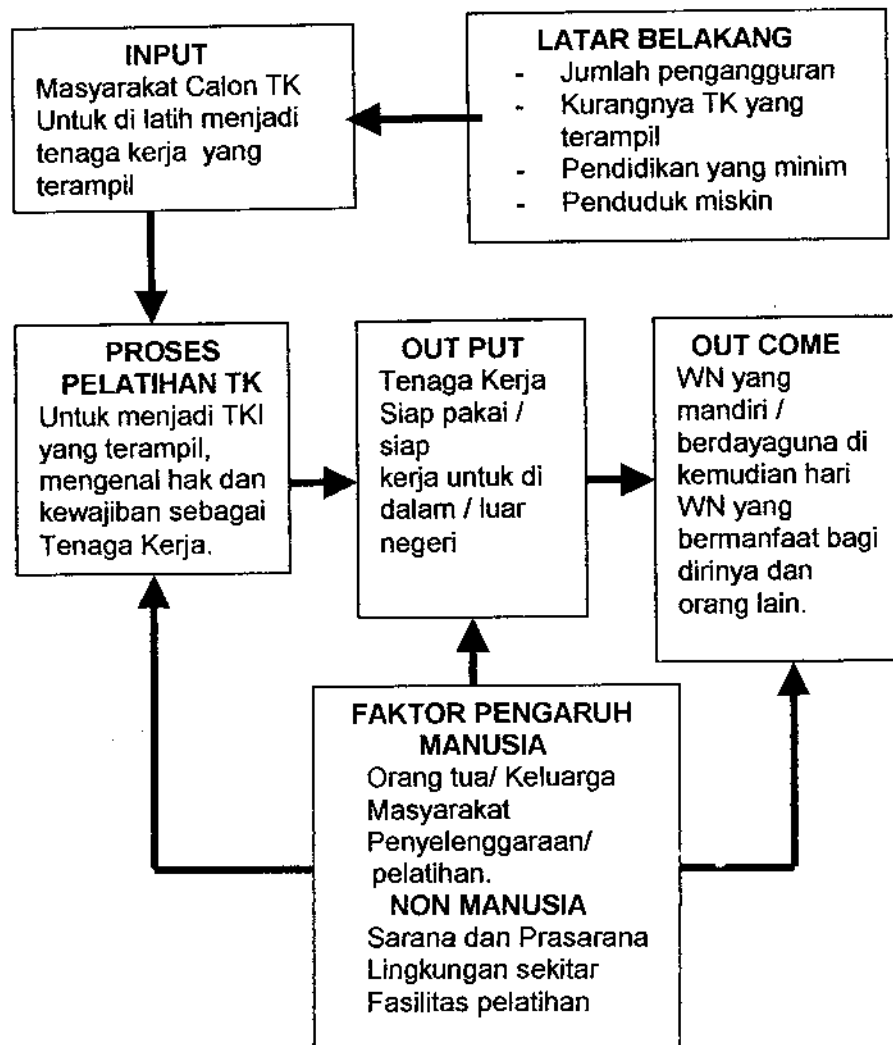 INPUT
Masyarakat Calon TK
Untuk di latih menjadi
tenaga kerja yang
terampil
LATAR BELAKANG
- Jumlah pengangguran
- Kurangnya TK yang
terampil
- Pendidikan yang minim
- Penduduk miskin
PROSES
PELATIHAN TK
Untuk menjadi TKI
yang terampil,
mengenal hak dan
kewajiban sebagai
Tenaga Kerja.
OUT PUT
Tenaga Kerja
Siap pakai /
siap
kerja untuk di
dalam / luar
negeri
OUT COME
WN yang
mandiri /
berdayaguna di
kemudian hari
WN yang
bermanfaat bagi
dirinya dan
orang lain.
FAKTOR PENGARUH
MANUSIA
Orang tua/ Keluarga
Masyarakat
Penyelenggaraan/
pelatihan.
NON MANUSIA
Sarana dan Prasarana
Lingkungan sekitar
Fasilitas pelatihan